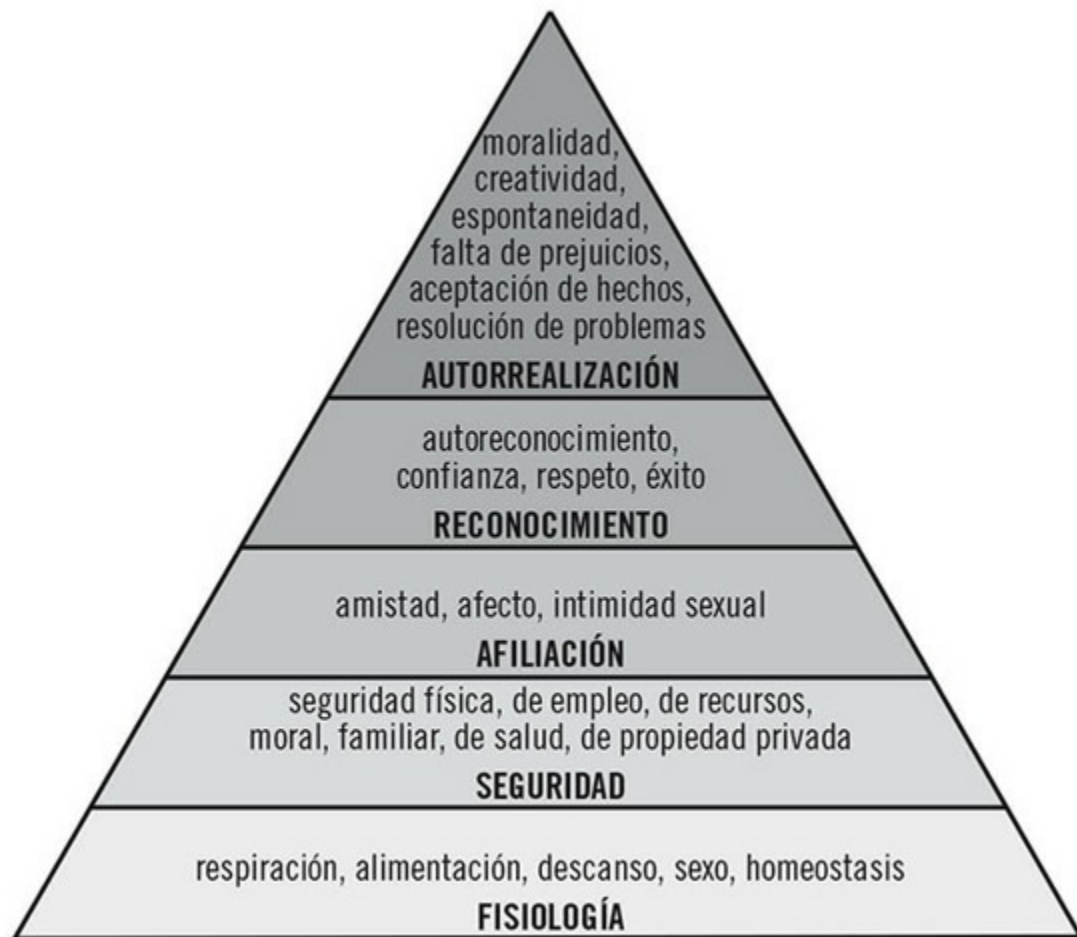 moralidad,
creatividad,
espontaneidad,
falta de prejuicios,
aceptación de hechos,
resolución de problemas
AUTORREALIZACIÓN
autoreconocimiento,
confianza, respeto, éxito
RECONOCIMIENTO
amistad, afecto, intimidad sexual
AFILIACIÓN
seguridad física, de empleo, de recursos,
moral, familiar, de salud, de propiedad privada
SEGURIDAD
respiración, alimentación, descanso, sexo, homeostasis
FISIOLOGÍA